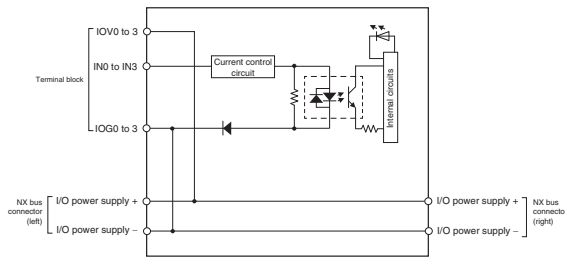 IOV0 to 3
IN0 to IN3
Terminal block
IOG0 to 3
Current control
circuit
Internal circuits
NX bus
connector
(left)
I/O power supply +
I/O power supply −
I/O power supply +
I/O power supply −
NX bus
connecto
(right)